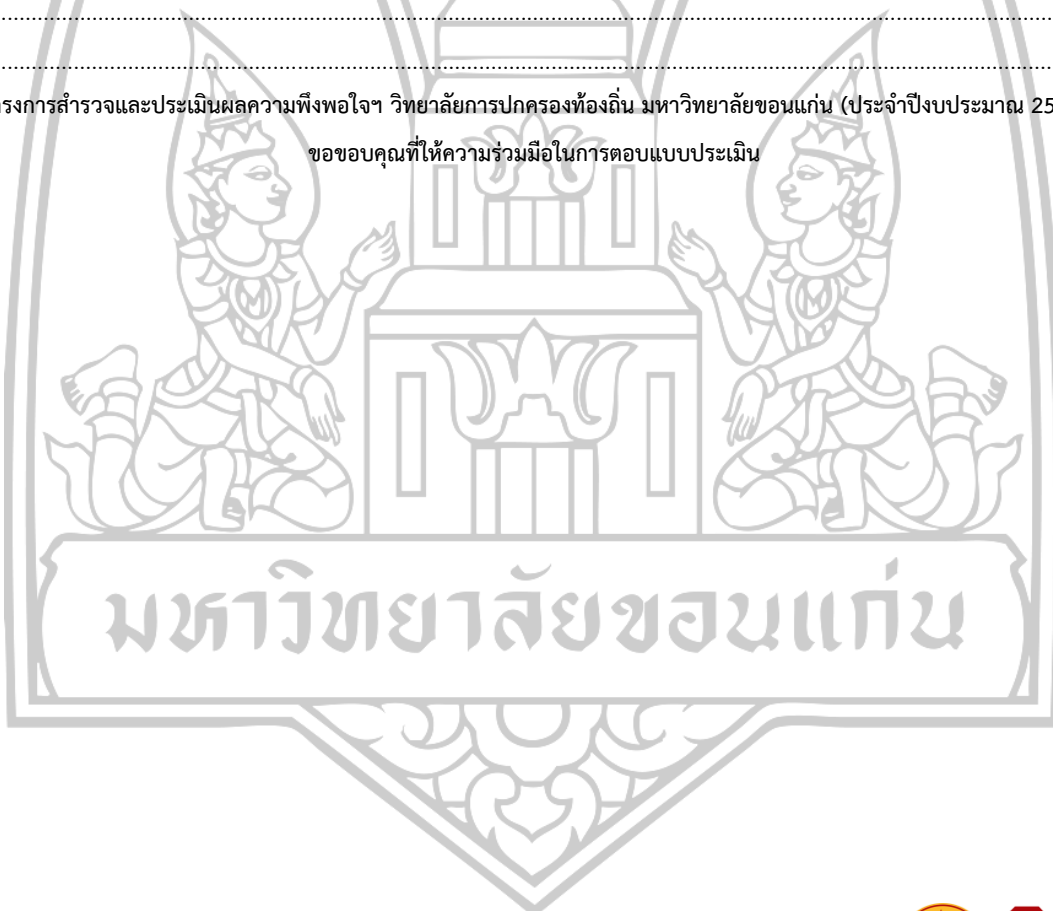 รงการสำรวจและประเมินผลความพึงพอใจฯ วิทยาลัยการปกครองท้องถิ่น มหาวิทยาลัยขอนแก่น (ประจำปีงบประมาณ 25
ขอขอบคุณที่ให้ความร่วมมือในการตอบแบบประเมิน
มหาวิทยาลัยขอนแก่น